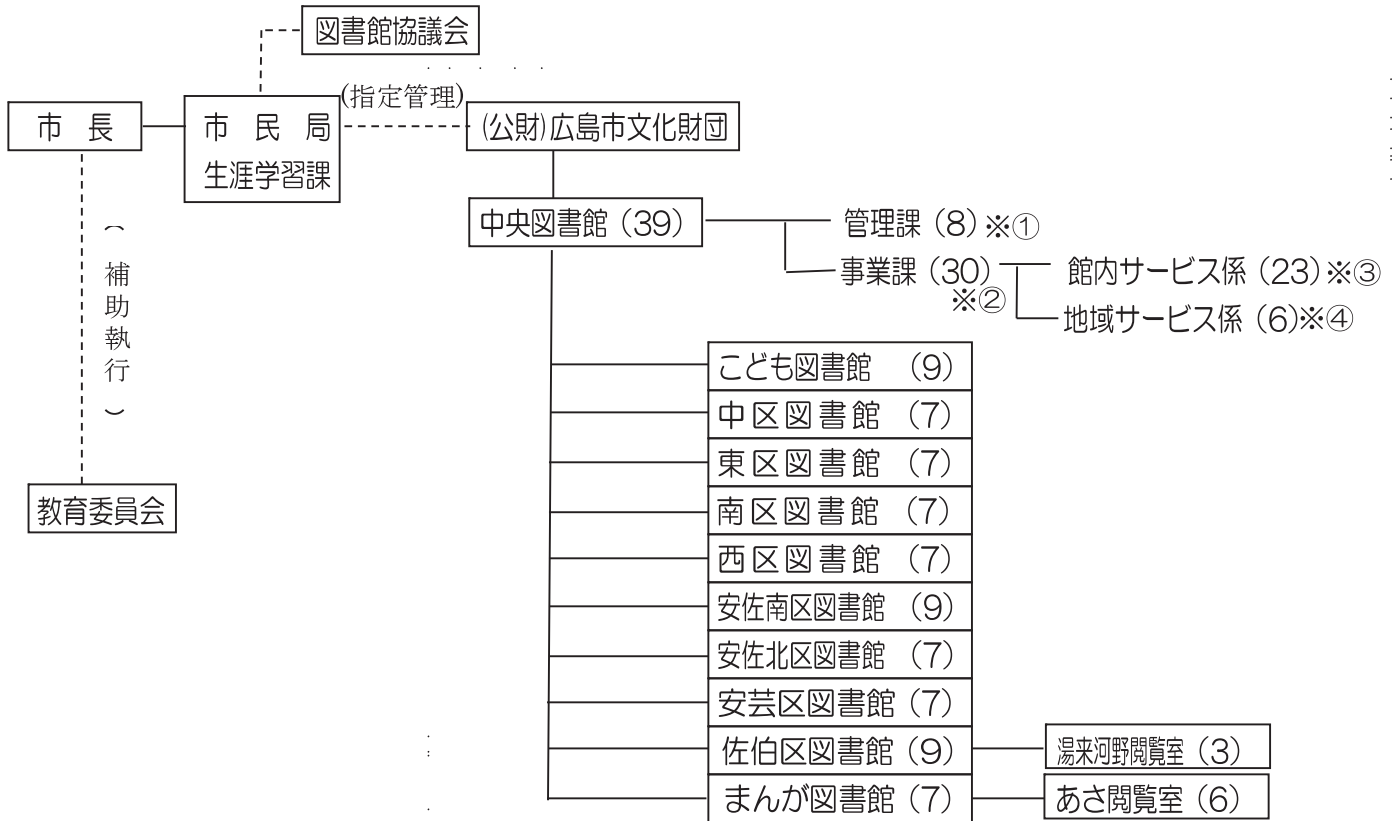 図書館協議会
(指定管理)
市長
市民局
生涯学習課
(公財)広島市文化財団
中央図書館(39)
管理課(8)※①
事業課(30)
※②
館内サービス係(23)※③
地域サービス係(6)※④
(補助執行)
教育委員会
こども図書館(9)
中区図書館(7)
東区図書館(7)
南区図書館(7)
西区図書館(7)
安佐南区図書館(9)
安佐北区図書館(7)
安芸区図書館(7)
佐伯区図書館(9)
湯来河野閲覧室(3)
まんが図書館(7)
あさ閲覧室(6)